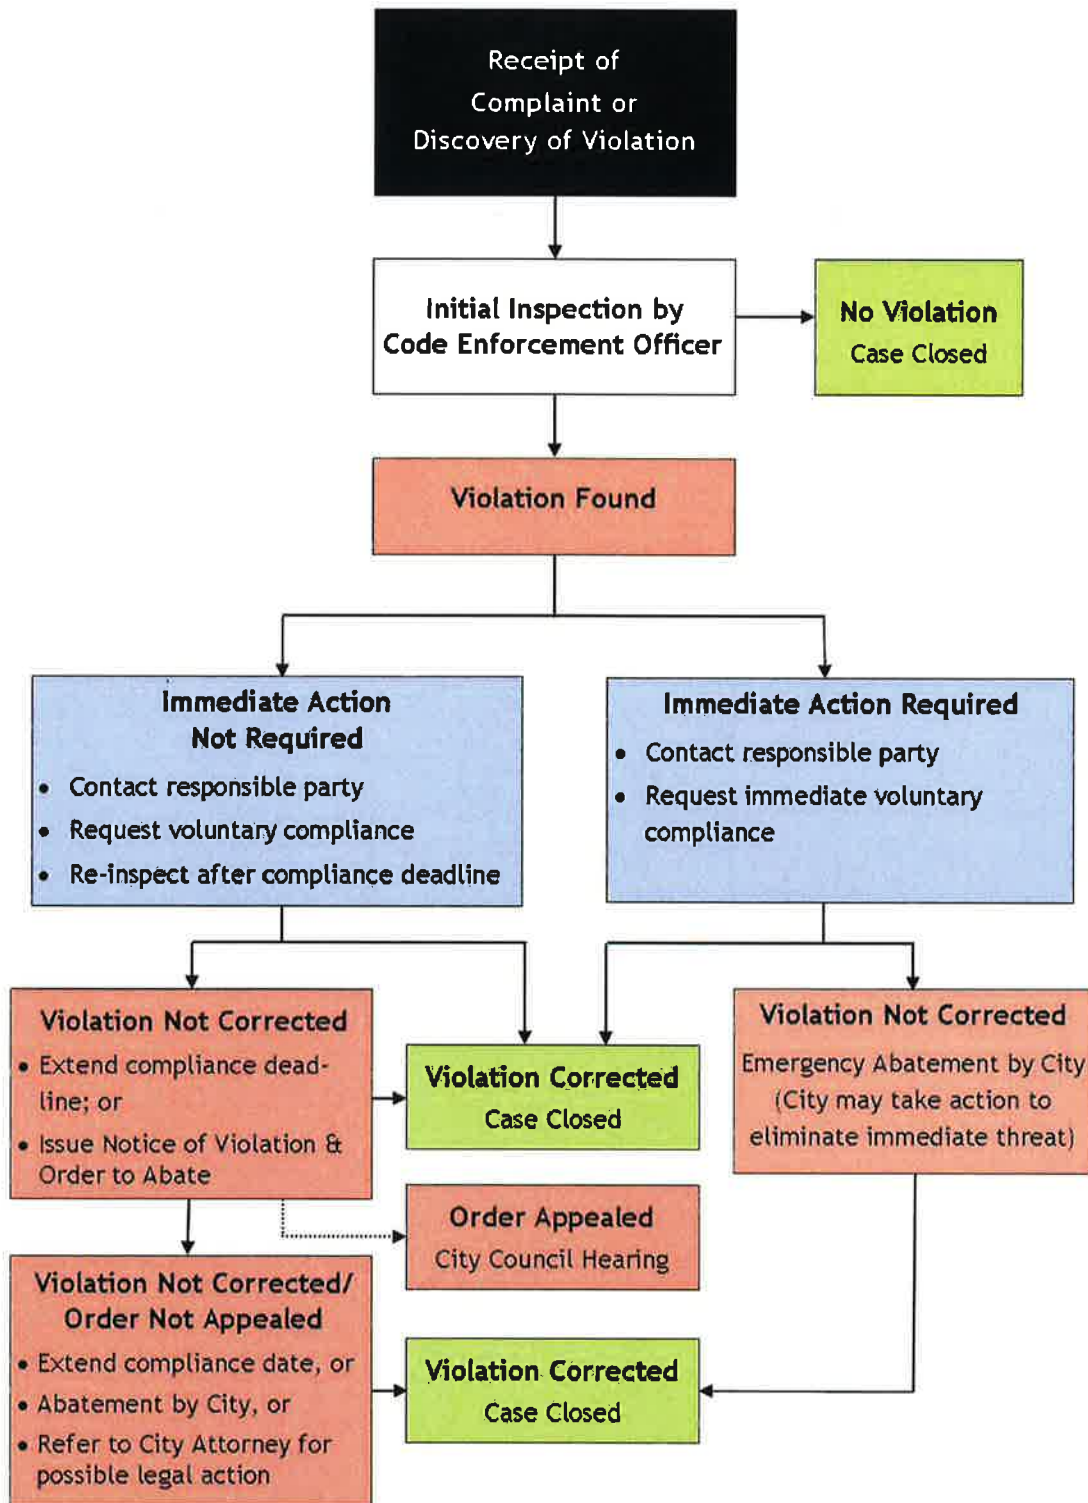 Receipt of
Complaint or
Discovery of Violation
Initial Inspection by
Code Enforcement Officer
No Violation
Case Closed
Violation Found
Immediate Action
Not Required
• Contact responsible party
• Request voluntary compliance
• Re-inspect after compliance deadline
Immediate Action Required
• Contact responsible party
• Request immediate voluntary
compliance
Violation Not Corrected
• Extend compliance dead-
line; or
• Issue Notice of Violation &
Order to Abate
Violation Corrected
Case Closed
Violation Not Corrected
Emergency Abatement by City
(City may take action to
eliminate immediate threat)
Order Appealed
City Council Hearing
Violation Not Corrected/
Order Not Appealed
• Extend compliance date, or
• Abatement by City, or
• Refer to City Attorney for
possible legal action
Violation Corrected
Case Closed